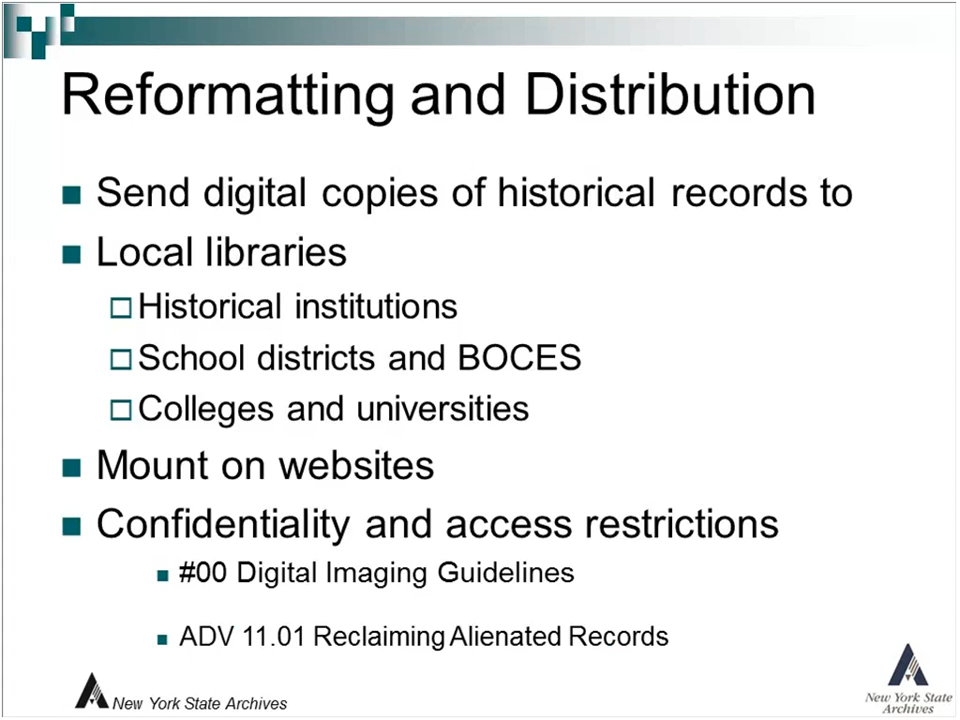 Reformatting and Distribution
Send digital copies of historical records to
Local libraries
Historical institutions
School districts and BOCES
Colleges and universities
Mount on websites
Confidentiality and access restrictions
#00 Digital Imaging Guidelines
ADV 11.01 Reclaiming Alienated Records
New York State Archives
New York State
Archives